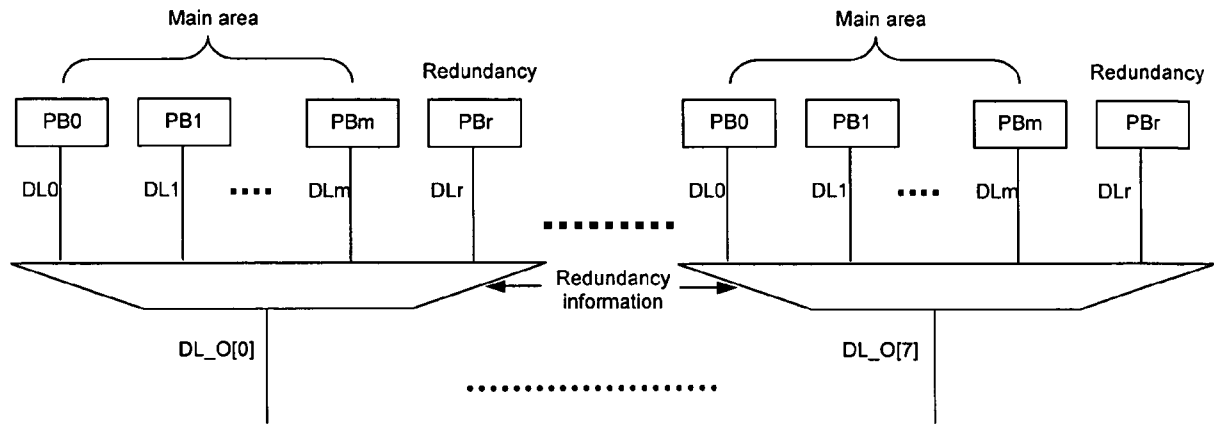 Main area
Main area
Redundancy
Redundancy
PB0
PB1
PBm
PBr
PB0
PB1
PBm
PBr
DL0
DL1
DLm
DLr
DL0
DL1
DLm
DLr
Redundancy
information
DL_O[0]
DL_O[7]